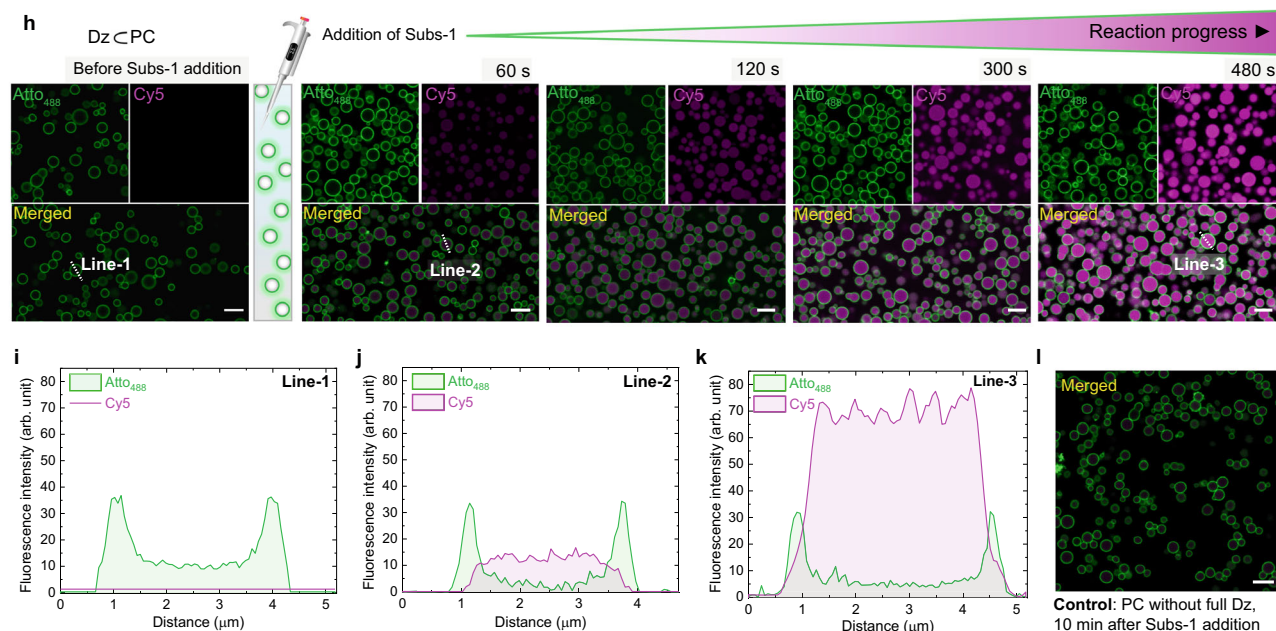 h
Dz⊂PC
Before Subs-1 addition
Addition of Subs-1
Reaction progress ►
60 s
120 s
300 s
480 s
Atto488
Cy5
Merged
Line-1
Atto488
Cy5
Merged
Line-2
Atto488
Cy5
Merged
Atto488
Cy5
Merged
Atto488
Cy5
Merged
Line-3
i
Atto488
Cy5
Line-1
Fluorescence intensity (arb. unit)
80
70
60
50
40
30
20
10
0
0 1 2 3 4 5
Distance (μm)
j
Atto488
Cy5
Line-2
Fluorescence intensity (arb. unit)
80
70
60
50
40
30
20
10
0
0 1 2 3 4
Distance (μm)
k
Atto488
Cy5
Line-3
Fluorescence intensity (arb. unit)
80
70
60
50
40
30
20
10
0
0 1 2 3 4 5
Distance (μm)
l
Merged
Control: PC without full Dz,
10 min after Subs-1 addition